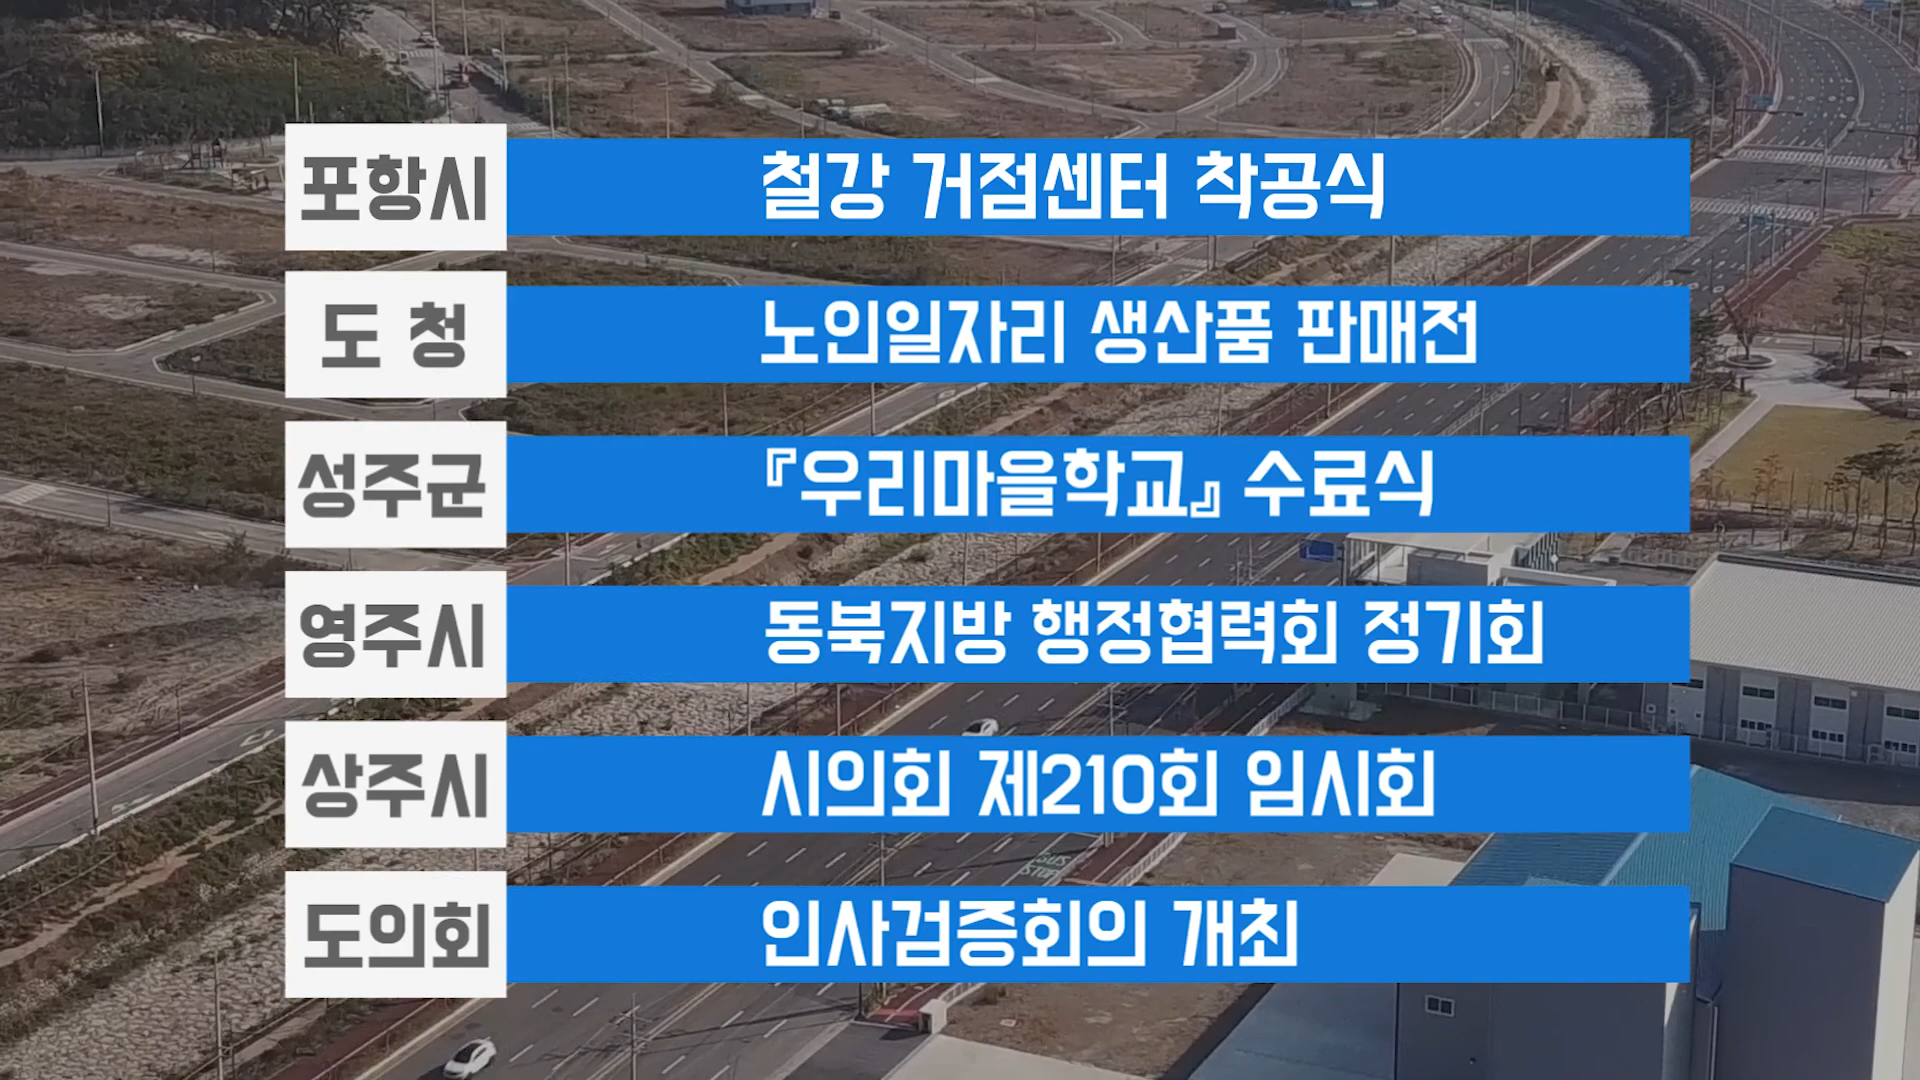 포항시 철강 거점센터 착공식
도 청 노인일자리 생산품 판매전
성주군 『우리마을학교』 수료식
영주시 동북지방 행정협력회 정기회
상주시 시의회 제210회 임시회
도의회 인사검증회의 개최
BUS
STOP